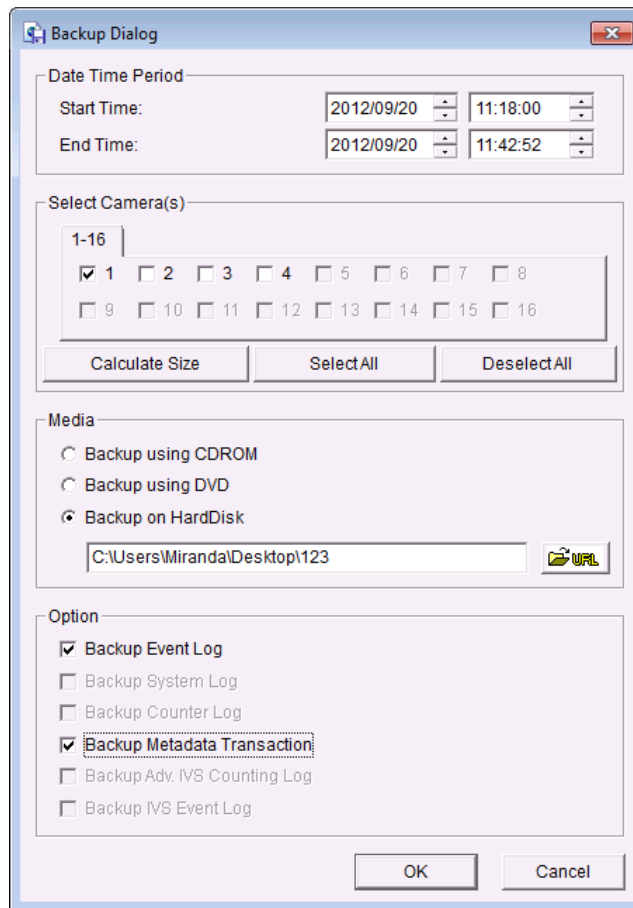 Backup Dialog
Date Time Period
Start Time: 2012/09/20 11:18:00
End Time: 2012/09/20 11:42:52
Select Camera(s)
1-16
1 2 3 4 5 6 7 8
9 10 11 12 13 14 15 16
Calculate Size Select All Deselect All
Media
Backup using CDROM
Backup using DVD
Backup on HardDisk
C:\Users\Miranda\Desktop\123 URL
Option
Backup Event Log
Backup System Log
Backup Counter Log
Backup Metadata Transaction
Backup Adv. IVS Counting Log
Backup IVS Event Log
OK Cancel